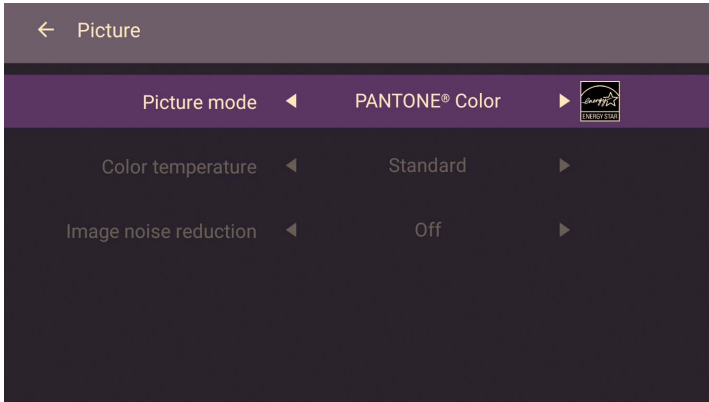 Picture
Picture mode PANTONE® Color
energy
ENERGY STAR
Color temperature Standard
Image noise reduction Off